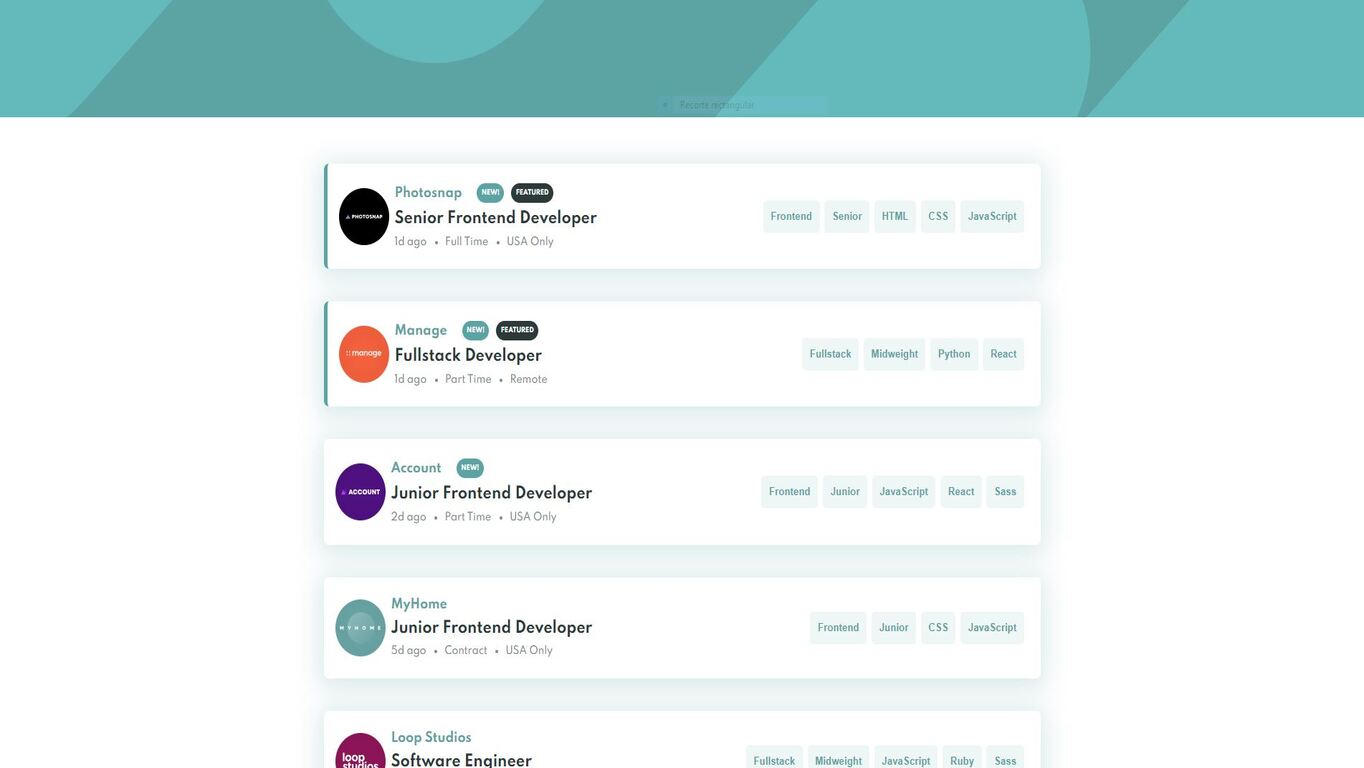 Recorte rectangular
Photosnap NEW! FEATURED
PHOTOSNAP
Senior Frontend Developer
1d ago • Full Time • USA Only
Frontend Senior HTML CSS JavaScript
Manage NEW! FEATURED
manage
Fullstack Developer
1d ago • Part Time • Remote
Fullstack Midweight Python React
Account NEW!
ACCOUNT
Junior Frontend Developer
2d ago • Part Time • USA Only
Frontend Junior JavaScript React Sass
MyHome
MYHOME
Junior Frontend Developer
5d ago • Contract • USA Only
Frontend Junior CSS JavaScript
Loop Studios
loop
studios
Software Engineer
Fullstack Midweight JavaScript Ruby Sass